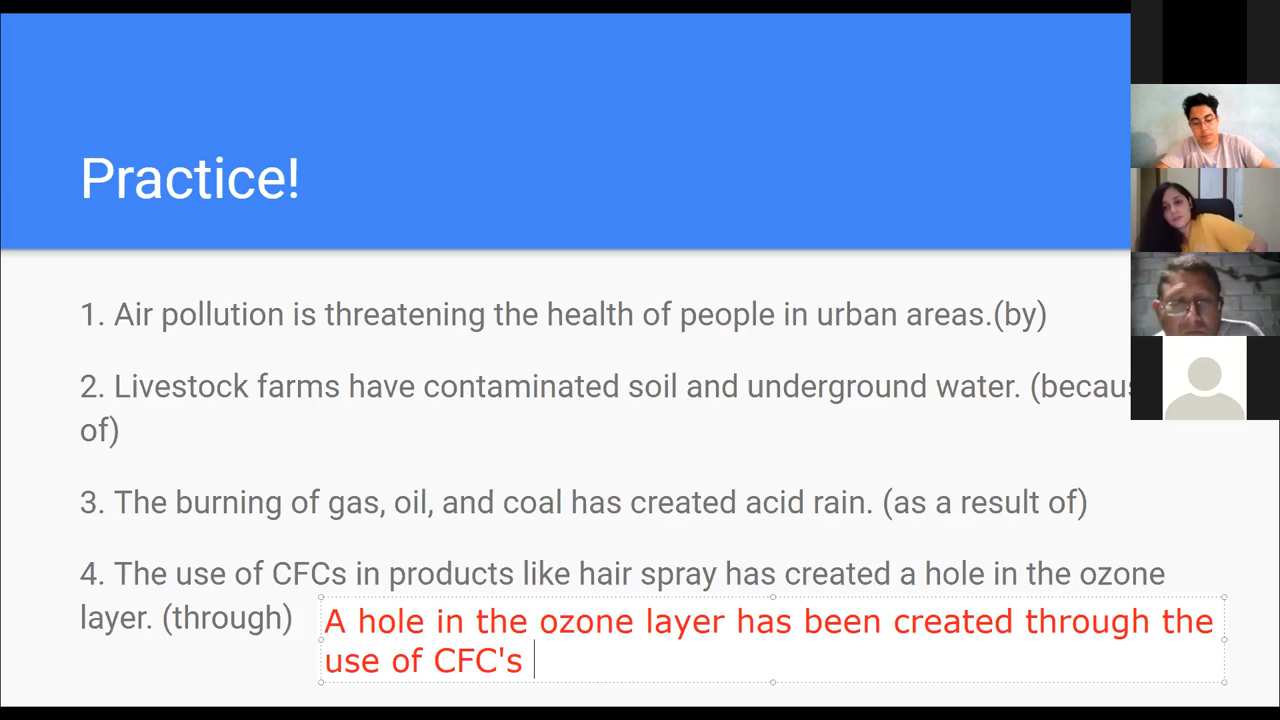 Practice!
1. Air pollution is threatening the health of people in urban areas.(by)
2. Livestock farms have contaminated soil and underground water. (becau
of)
3. The burning of gas, oil, and coal has created acid rain. (as a result of)
4. The use of CFCs in products like hair spray has created a hole in the ozone
layer. (through)
A hole in the ozone layer has been created through the
use of CFC's